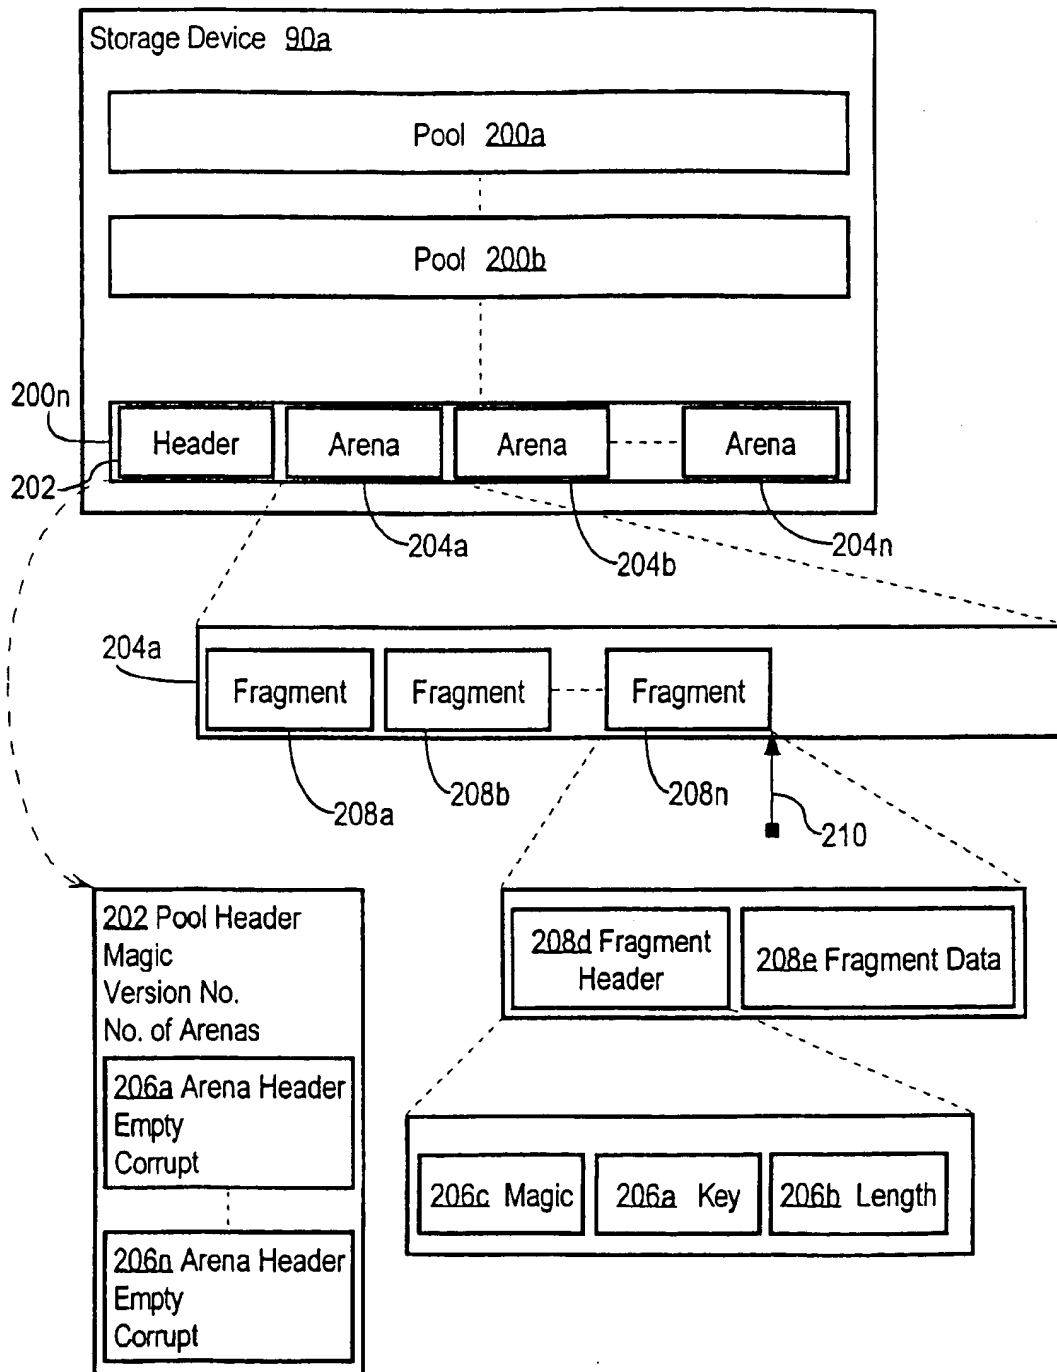 Storage Device 90a
Pool 200a
Pool 200b
200n
Header
Arena
Arena
Arena
202
204a
204b
204n
204a
Fragment
Fragment
Fragment
208a
208b
208n
210
202 Pool Header
Magic
Version No.
No. of Arenas
206a Arena Header
Empty
Corrupt
206n Arena Header
Empty
Corrupt
208d Fragment
Header
208e Fragment Data
206c Magic
206a Key
206b Length